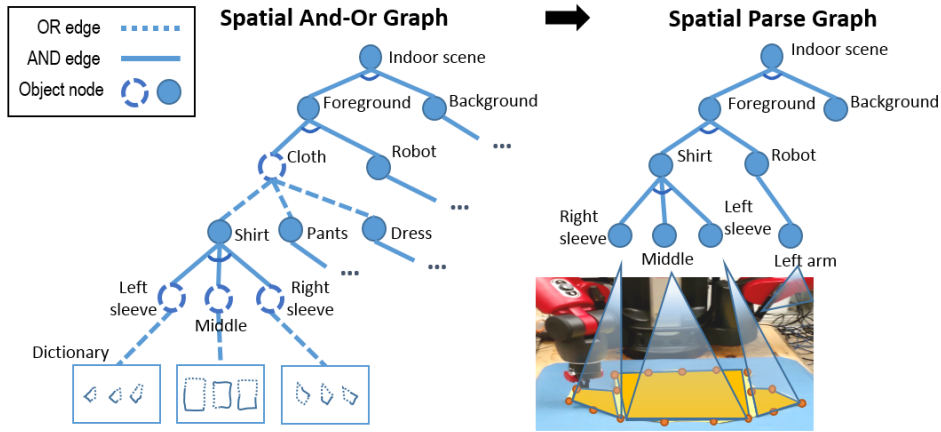 Spatial And-Or Graph
Spatial Parse Graph
OR edge
AND edge
Object node
Indoor scene
Foreground
Background
...
Cloth
Robot
...
Shirt
Pants
Dress
...
...
Left
sleeve
Middle
Right
sleeve
Dictionary
Indoor scene
Foreground
Background
Shirt
Robot
Right
sleeve
Middle
Left
sleeve
Left arm